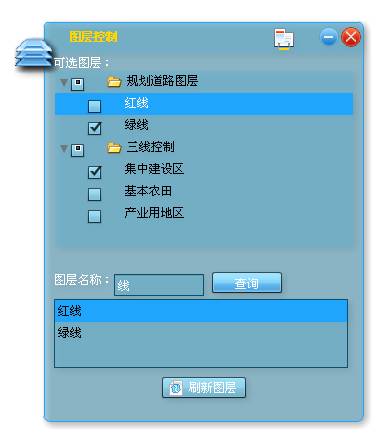 图层控制
可选图层：
规划道路图层
红线
绿线
三线控制
集中建设区
基本农田
产业用地区
图层名称： 线 查询
红线
绿线
刷新图层